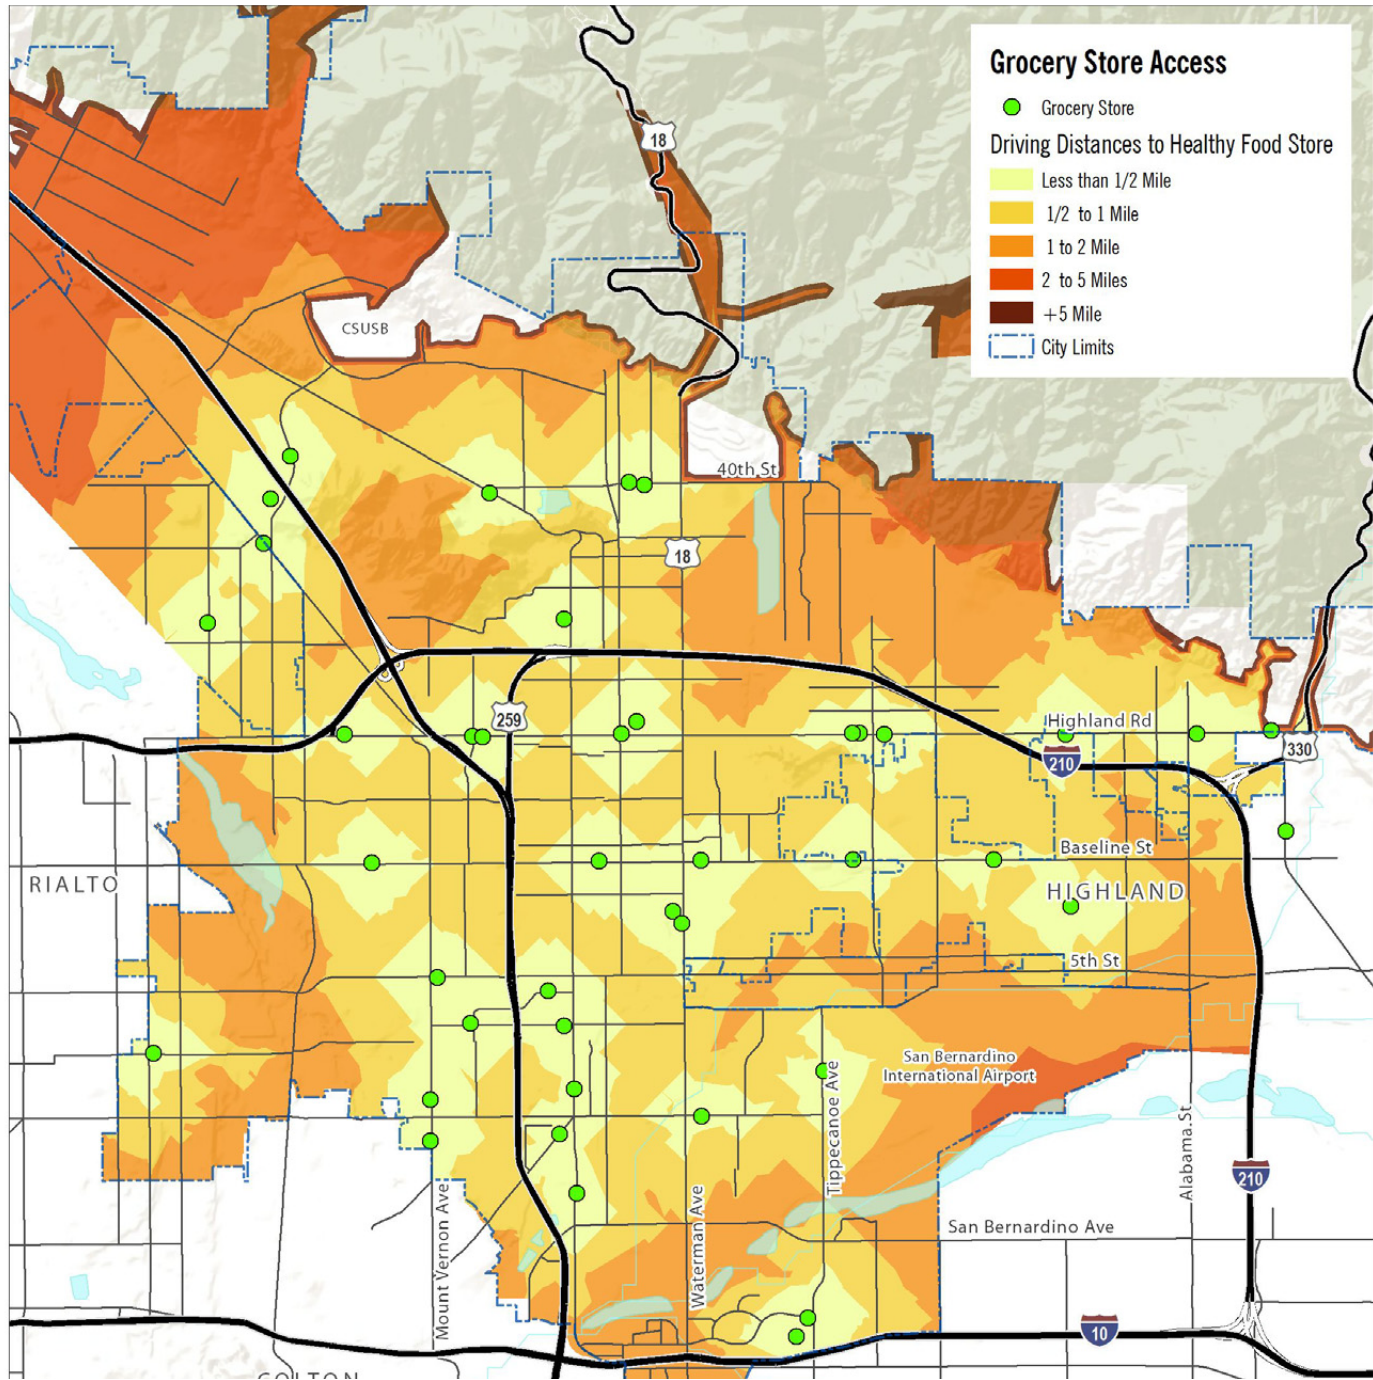 Grocery Store Access
Grocery Store
Driving Distances to Healthy Food Store
Less than 1/2 Mile
1/2 to 1 Mile
1 to 2 Mile
2 to 5 Miles
+5 Mile
City Limits
18
CSUSB
40th St
18
259
Highland Rd
210
330
Baseline St
RIALTO
HIGHLAND
5th St
San Bernardino
International Airport
Tippecanoe Ave
Alabama St
210
Mount Vernon Ave
Waterman Ave
San Bernardino Ave
10
COLTON